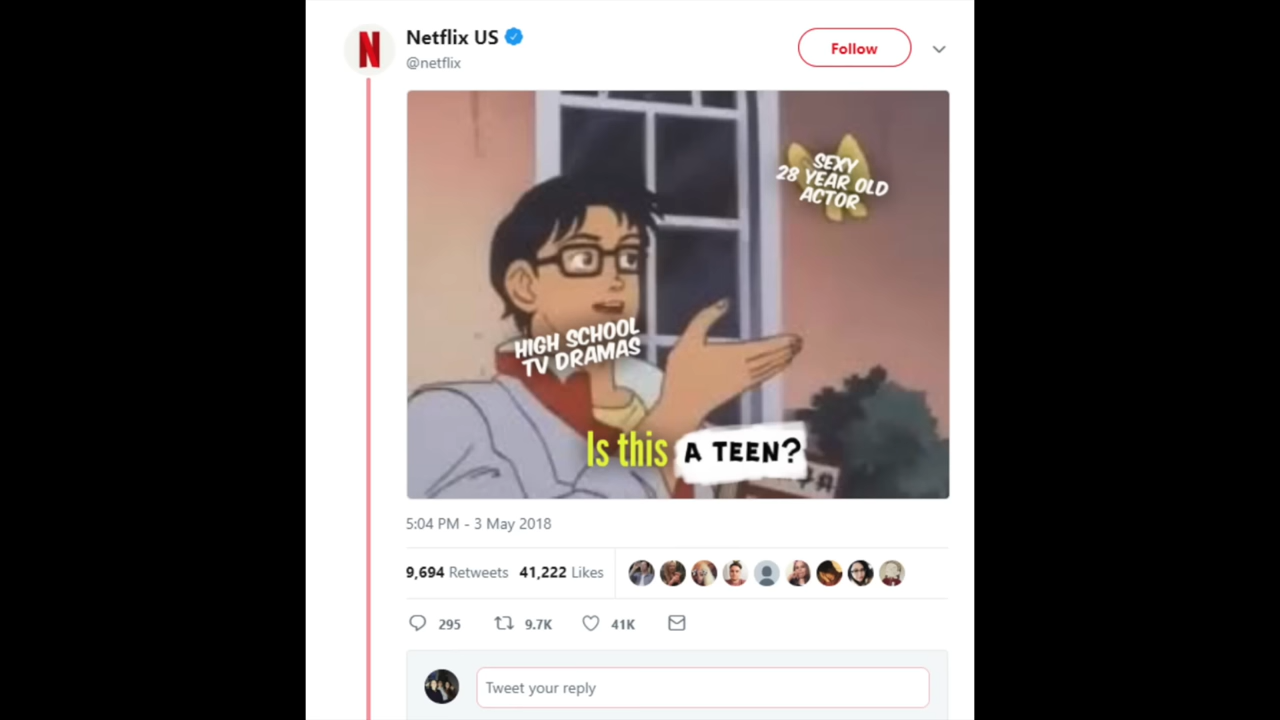 Netflix US
@netflix
Follow
SEXY
28 YEAR OLD
ACTOR
HIGH SCHOOL
TV DRAMAS
Is this A TEEN?
5:04 PM - 3 May 2018
9,694 Retweets 41,222 Likes
295 9.7K 41K
Tweet your reply